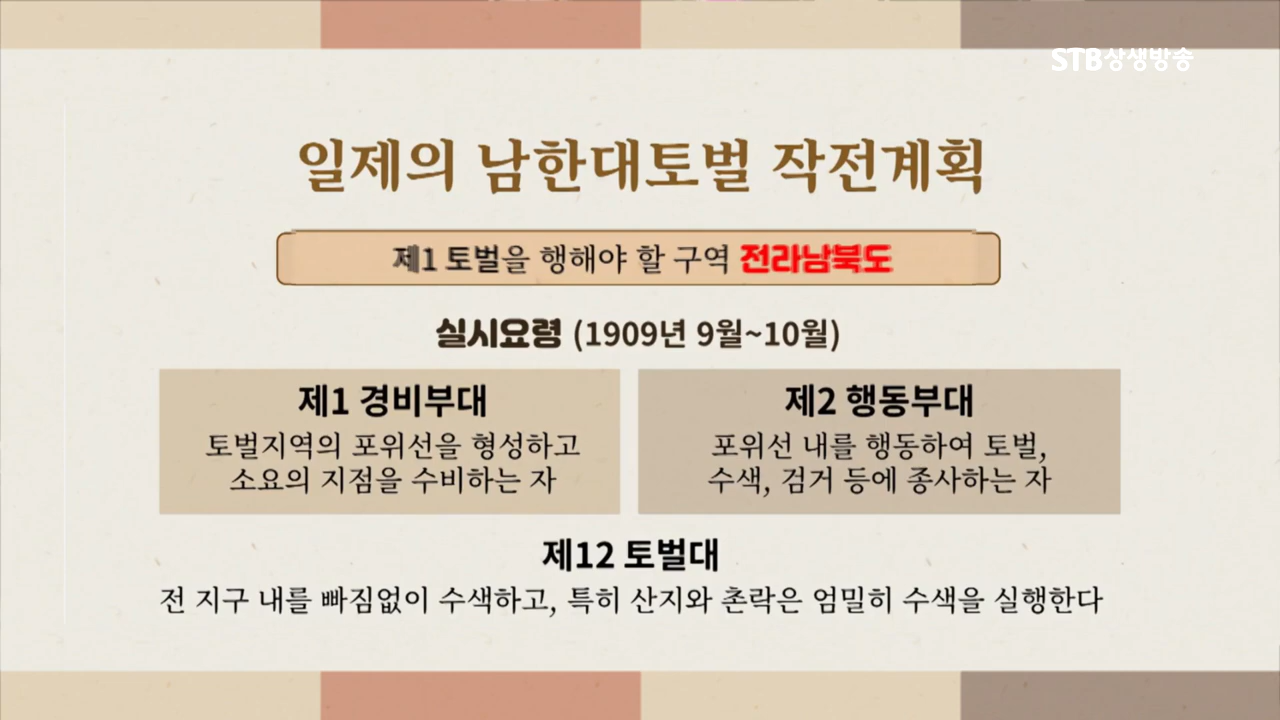 STB상생방송
일제의 남한대토벌 작전계획
제1 토벌을 행해야 할 구역 전라남북도
실시요령 (1909년 9월~10월)
제1 경비부대
토벌지역의 포위선을 형성하고
소요의 지점을 수비하는 자
제2 행동부대
포위선 내를 행동하여 토벌,
수색, 검거 등에 종사하는 자
제12 토벌대
전 지구 내를 빠짐없이 수색하고, 특히 산지와 촌락은 엄밀히 수색을 실행한다